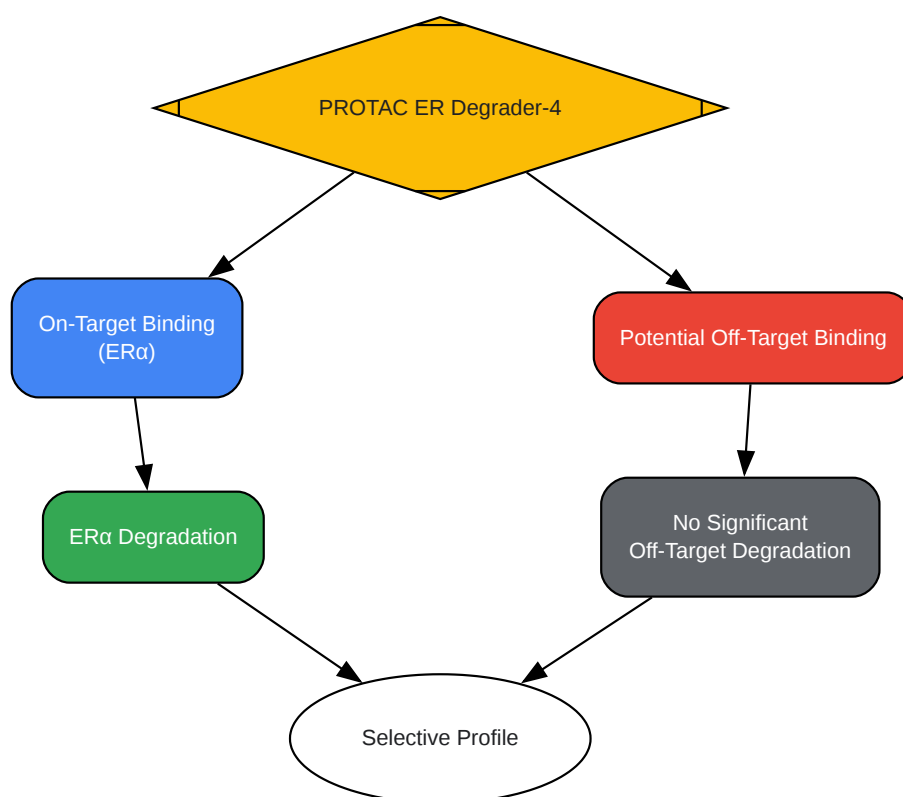 PROTAC ER Degrader-4
On-Target Binding
(ERα)
Potential Off-Target Binding
ERα Degradation
No Significant
Off-Target Degradation
Selective Profile